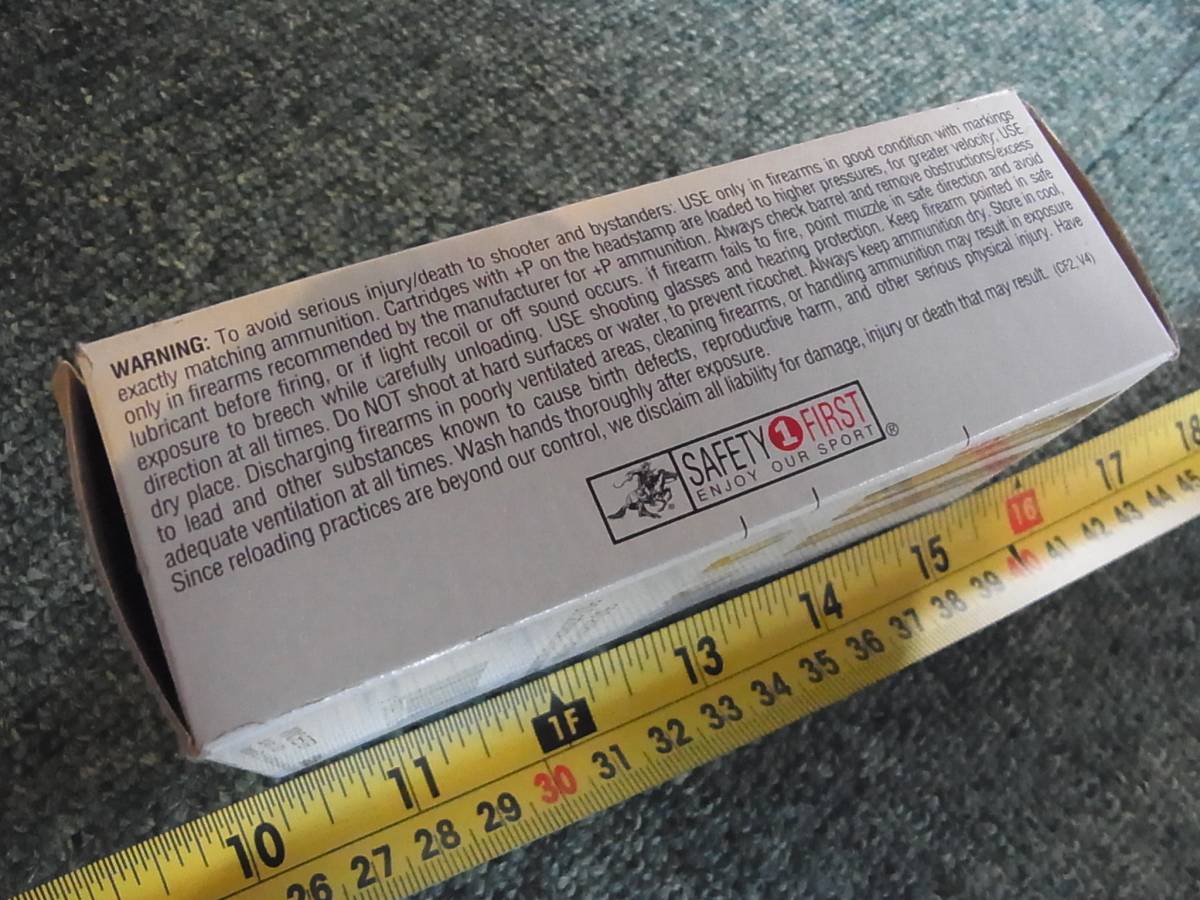 WARNING: To avoid serious injury/death to shooter and bystanders: USE only in firearms in good condition with markings
exactly matching ammunition. Cartridges with +P on the headstamp are loaded to higher pressures, for greater velocity; USE
only in firearms recommended by the manufacturer for +P ammunition. Always check barrel and remove obstructions/excess
lubricant before firing, or if light recoil or off sound occurs. if firearm fails to fire, point muzzle in safe direction and avoid
exposure to breech while carefully unloading. USE shooting glasses and hearing protection. Keep firearm pointed in safe
direction at all times. Do NOT shoot at hard surfaces or water, to prevent ricochet. Always keep ammunition dry. Store in cool,
dry place. Discharging firearms in poorly ventilated areas, cleaning firearms, or handling ammunition may result in exposure
to lead and other substances known to cause birth defects, reproductive harm, and other serious physical injury. Have
adequate ventilation at all times. Wash hands thoroughly after exposure.
Since reloading practices are beyond our control, we disclaim all liability for damage, injury or death that may result. (CF2, V4)
SAFETY 1 FIRST ®
ENJOY OUR SPORT
10 11 1F 13 14 15 16 17 18
26 27 28 29 30 31 32 33 34 35 36 37 38 39 40 41 42 43 44 45